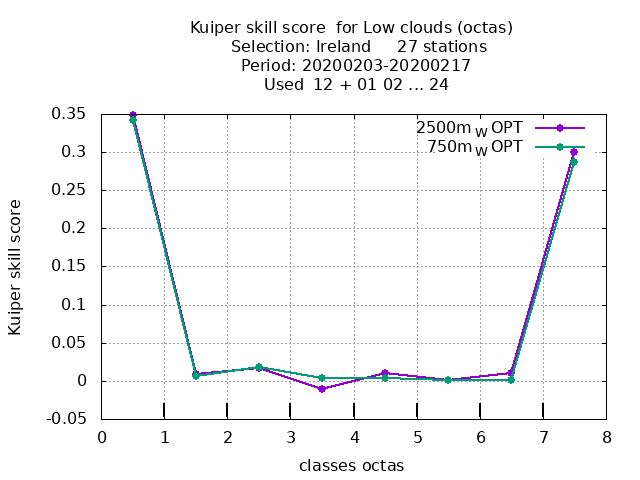 Kuiper skill score  for Low clouds (octas)
Selection: Ireland     27 stations
Period: 20200203-20200217
Used  12 + 01 02 ... 24
2500m W OPT
750m W OPT
Kuiper skill score
0.35
0.3
0.25
0.2
0.15
0.1
0.05
0
-0.05
0 1 2 3 4 5 6 7 8
classes octas